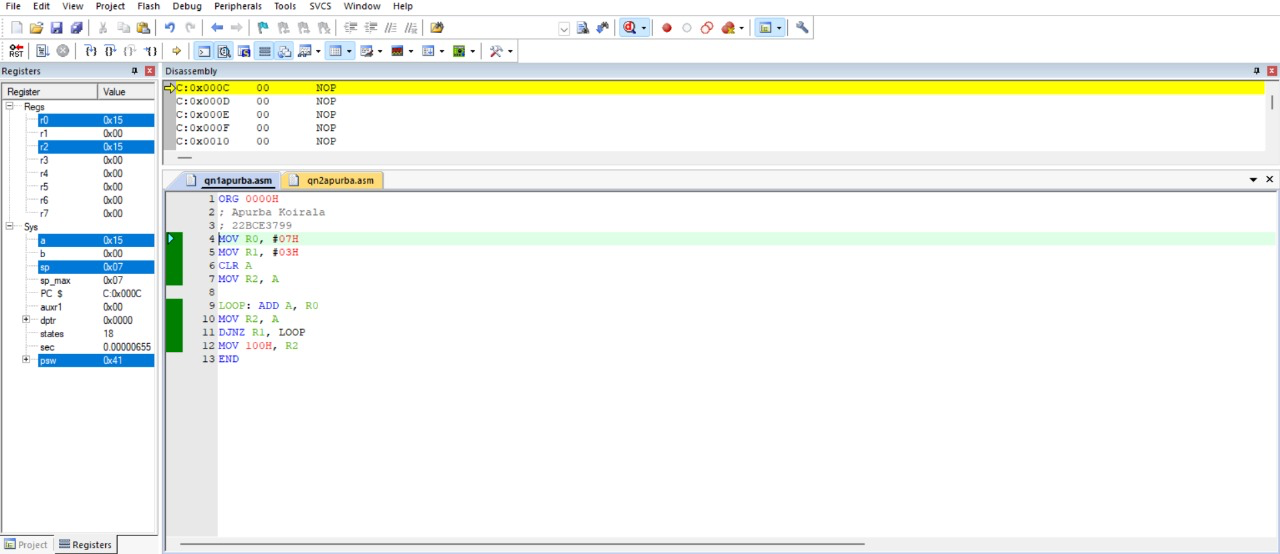 File Edit View Project Flash Debug Peripherals Tools SVCS Window Help
RST
Registers
Register Value
Regs
r0 0x15
r1 0x00
r2 0x15
r3 0x00
r4 0x00
r5 0x00
r6 0x00
r7 0x00
Sys
a 0x15
b 0x00
sp 0x07
sp_max 0x07
PC $ C:0x000C
auxr1 0x00
dptr 0x0000
states 18
sec 0.00000655
psw 0x41
Project Registers
Disassembly
C:0x000C 00 NOP
C:0x000D 00 NOP
C:0x000E 00 NOP
C:0x000F 00 NOP
C:0x0010 00 NOP
qn1apurba.asm qn2apurba.asm
1 ORG 0000H
2 ; Apurba Koirala
3 ; 22BCE3799
4 MOV R0, #07H
5 MOV R1, #03H
6 CLR A
7 MOV R2, A
8
9 LOOP: ADD A, R0
10 MOV R2, A
11 DJNZ R1, LOOP
12 MOV 100H, R2
13 END